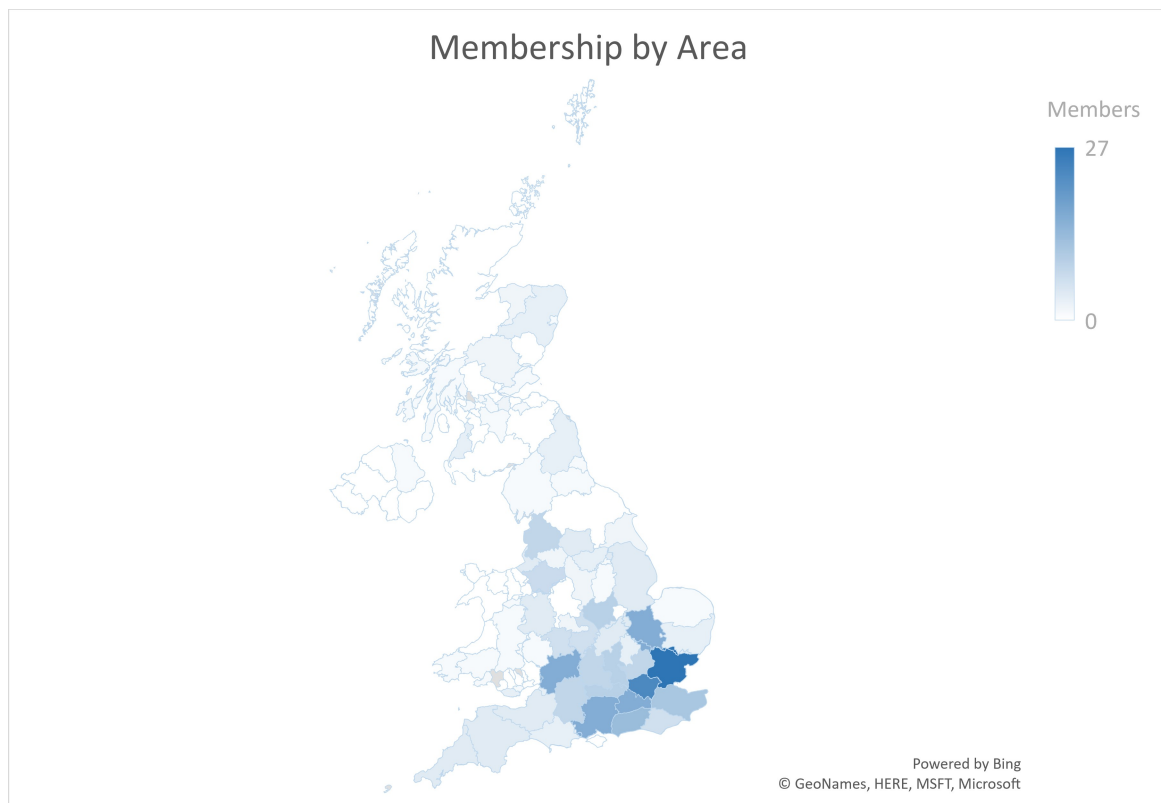 Membership by Area
Members
27
0
Powered by Bing
© GeoNames, HERE, MSFT, Microsoft